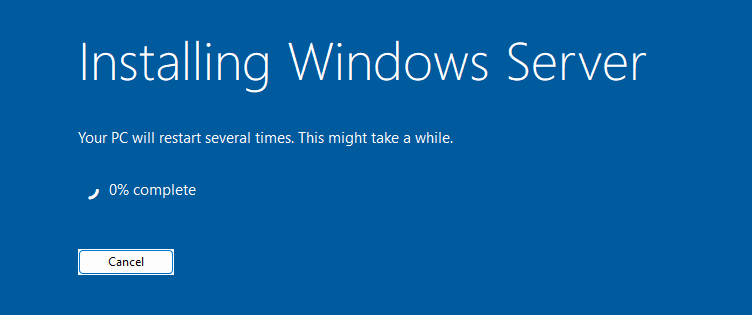 Installing Windows Server
Your PC will restart several times. This might take a while.
0% complete
Cancel